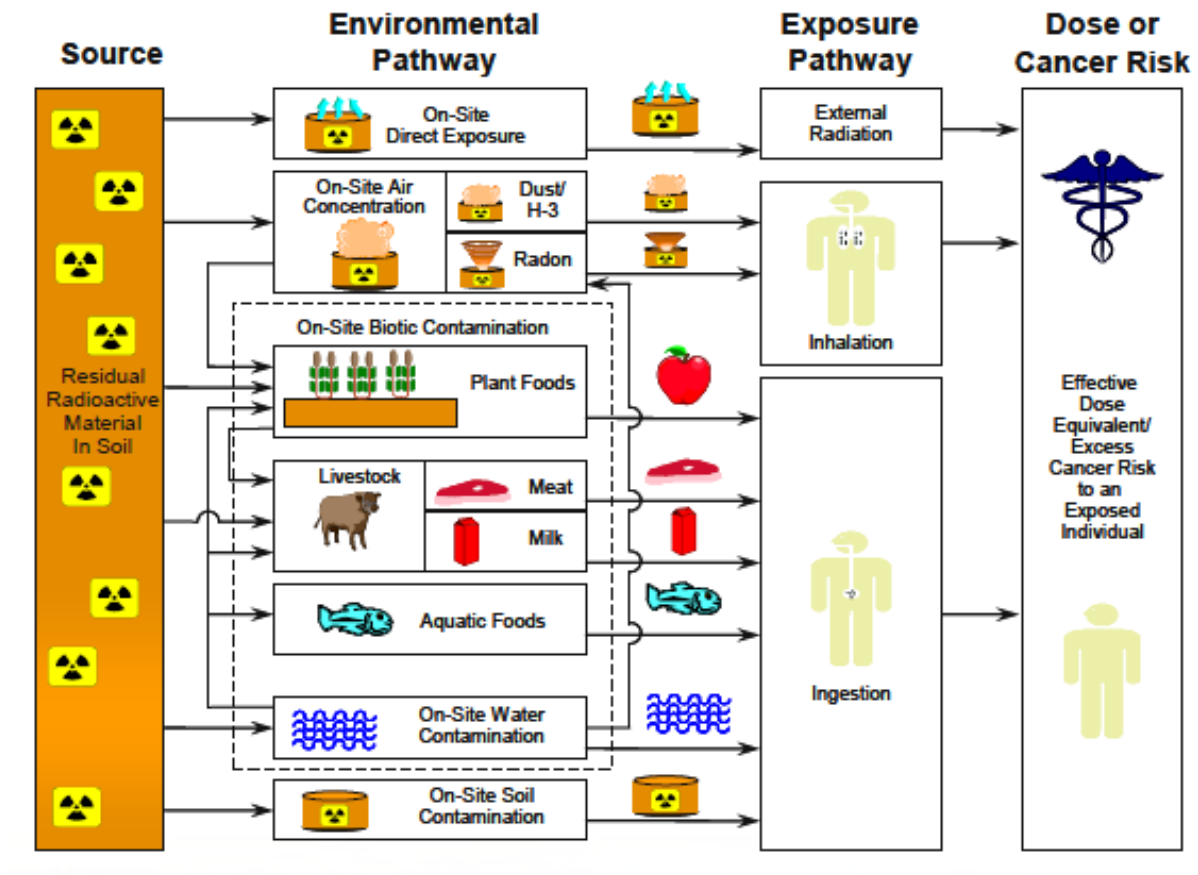 Source
Environmental
Pathway
Exposure
Pathway
Dose or
Cancer Risk
Residual
Radioactive
Material
In Soil
On-Site
Direct Exposure
On-Site Air
Concentration
Dust/
H-3
Radon
On-Site Biotic Contamination
Plant Foods
Livestock
Meat
Milk
Aquatic Foods
On-Site Water
Contamination
On-Site Soil
Contamination
External
Radiation
Inhalation
Ingestion
Effective
Dose
Equivalent/
Excess
Cancer Risk
to an
Exposed
Individual